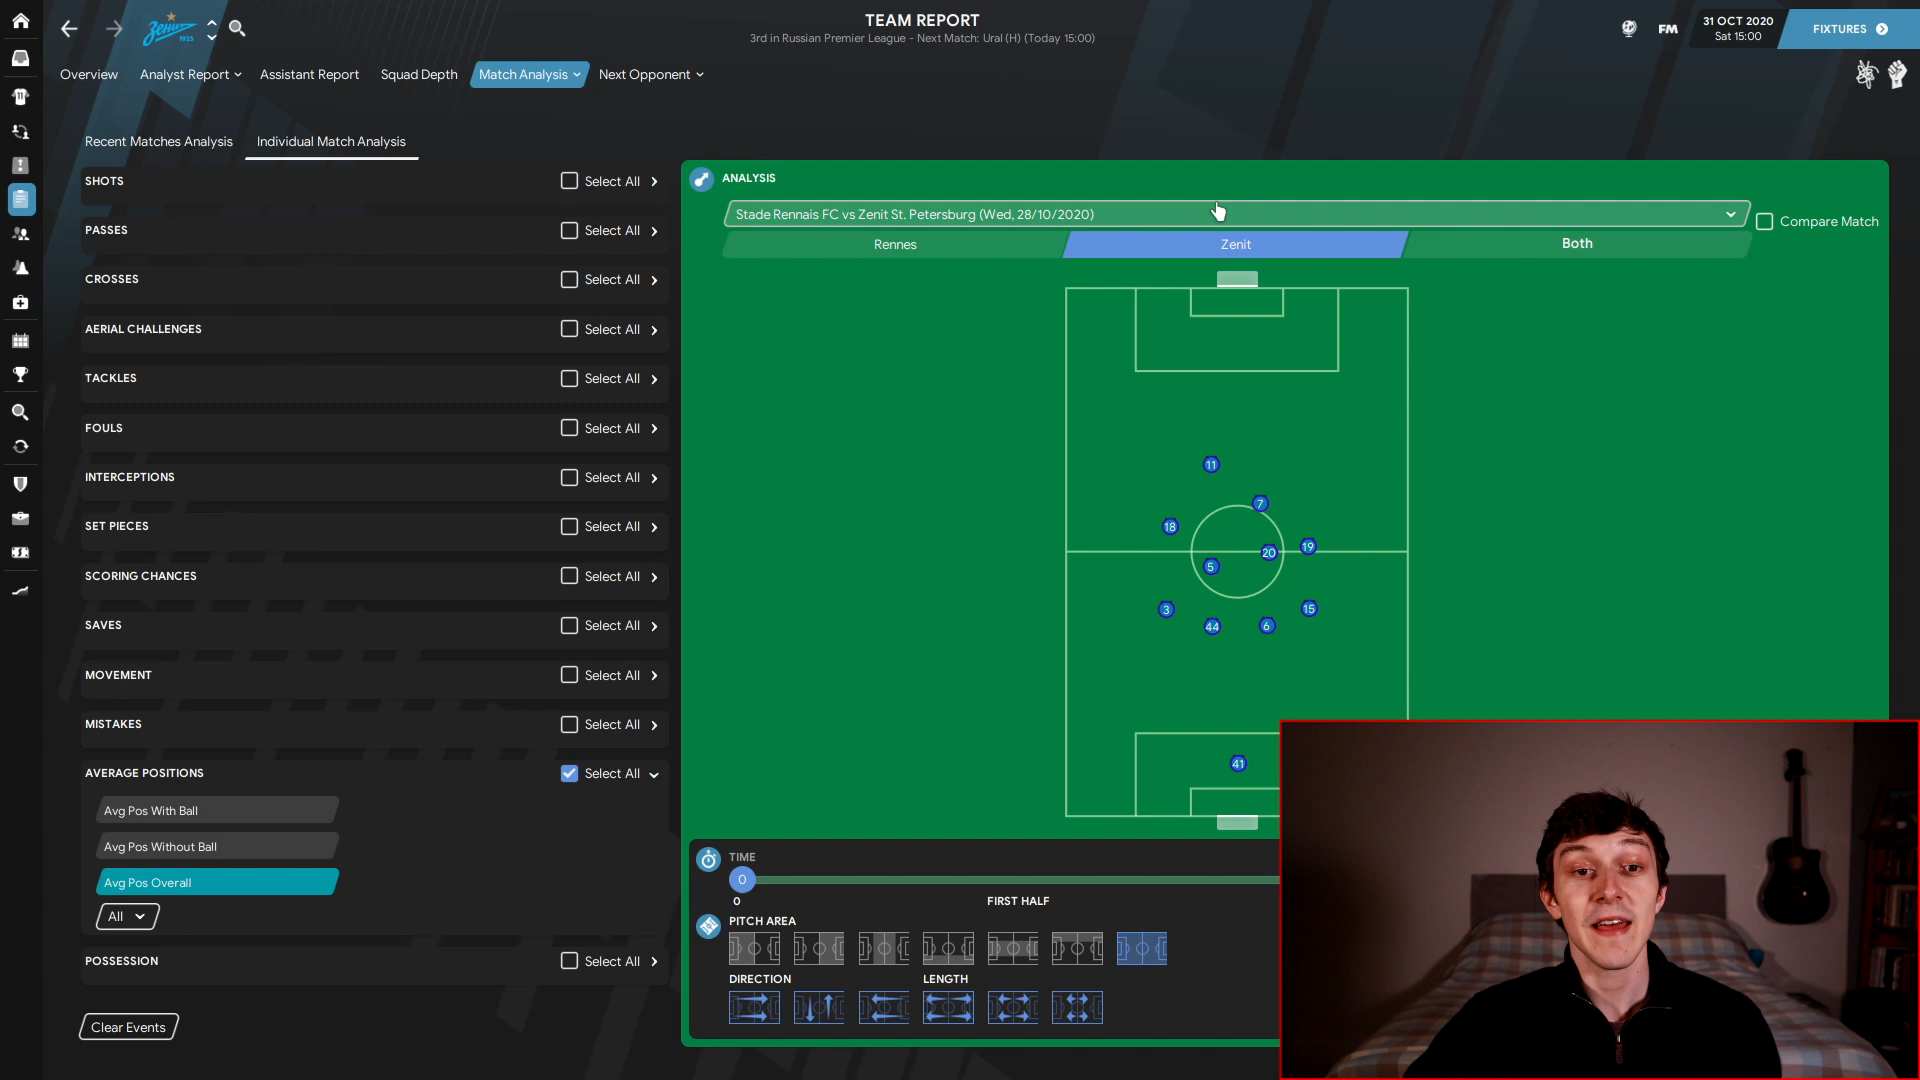 TEAM REPORT
3rd in Russian Premier League - Next Match: Ural (H) (Today 15:00)
Зенит
1925
FM
31 OCT 2020
Sat 15:00
FIXTURES
Overview
Analyst Report
Assistant Report
Squad Depth
Match Analysis
Next Opponent
Recent Matches Analysis
Individual Match Analysis
SHOTS
Select All
PASSES
Select All
CROSSES
Select All
AERIAL CHALLENGES
Select All
TACKLES
Select All
FOULS
Select All
INTERCEPTIONS
Select All
SET PIECES
Select All
SCORING CHANCES
Select All
SAVES
Select All
MOVEMENT
Select All
MISTAKES
Select All
AVERAGE POSITIONS
Select All
Avg Pos With Ball
Avg Pos Without Ball
Avg Pos Overall
All
POSSESSION
Select All
Clear Events
ANALYSIS
Stade Rennais FC vs Zenit St. Petersburg (Wed, 28/10/2020)
Compare Match
Rennes
Zenit
Both
11
7
18
19
20
5
3
15
44
6
41
TIME
0
0
FIRST HALF
PITCH AREA
DIRECTION
LENGTH